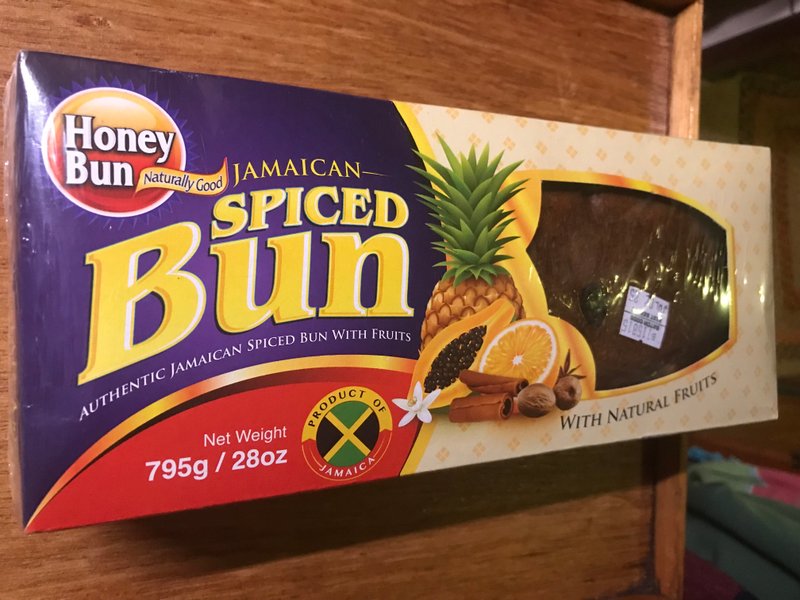 Honey
Bun
Naturally Good
JAMAICAN
SPICED
Bun
AUTHENTIC JAMAICAN SPICED BUN WITH FRUITS
Net Weight
795g / 28oz
PRODUCT OF
JAMAICA
WITH NATURAL FRUITS